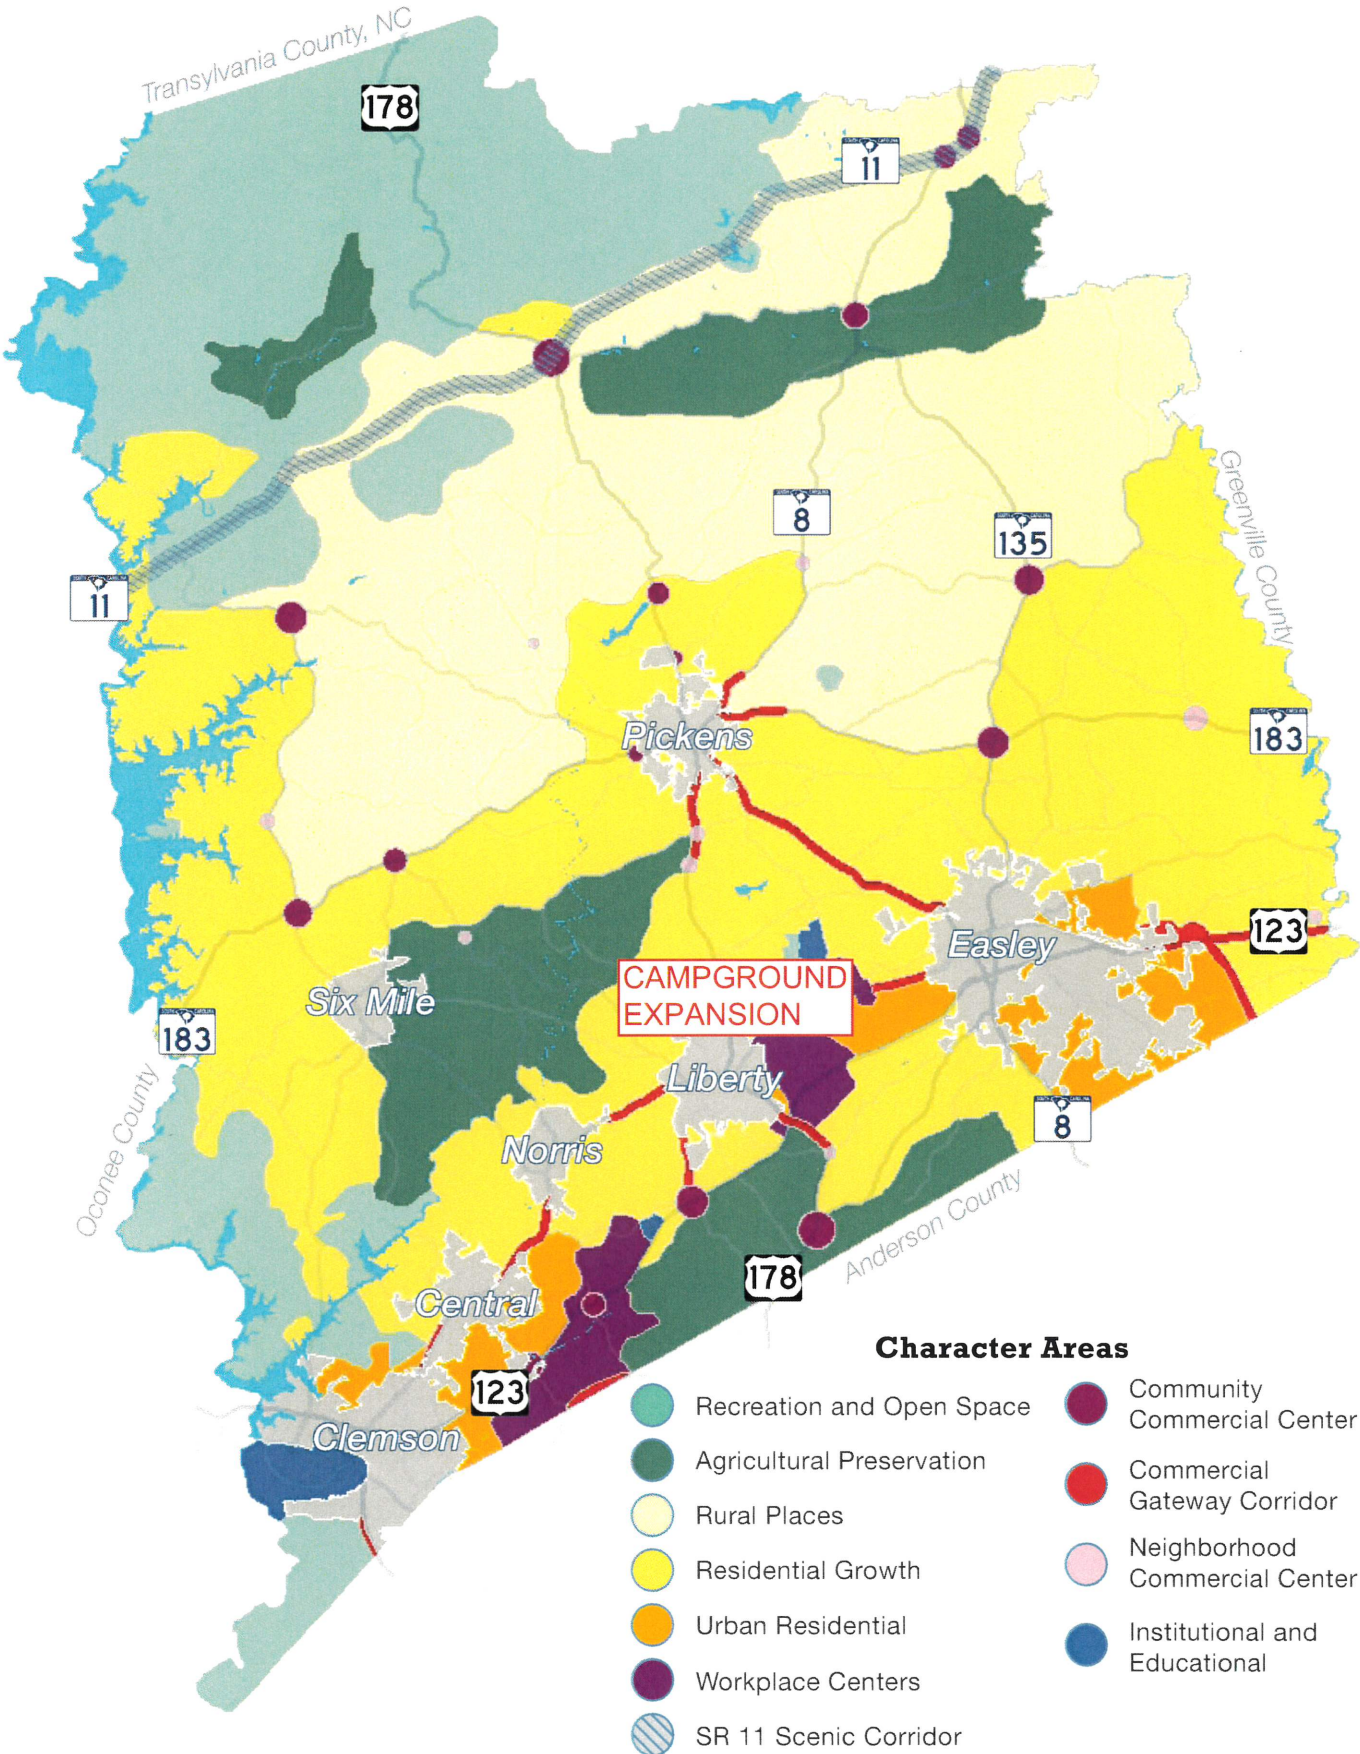 Transylvania County, NC
178
11
8
135
11
Greenville County
Pickens
183
Easley
123
CAMPGROUND
EXPANSION
Six Mile
183
Liberty
Oconee County
8
Norris
Anderson County
178
Central
123
Clemson
Character Areas
Recreation and Open Space
Agricultural Preservation
Rural Places
Residential Growth
Urban Residential
Workplace Centers
SR 11 Scenic Corridor
Community
Commercial Center
Commercial
Gateway Corridor
Neighborhood
Commercial Center
Institutional and
Educational